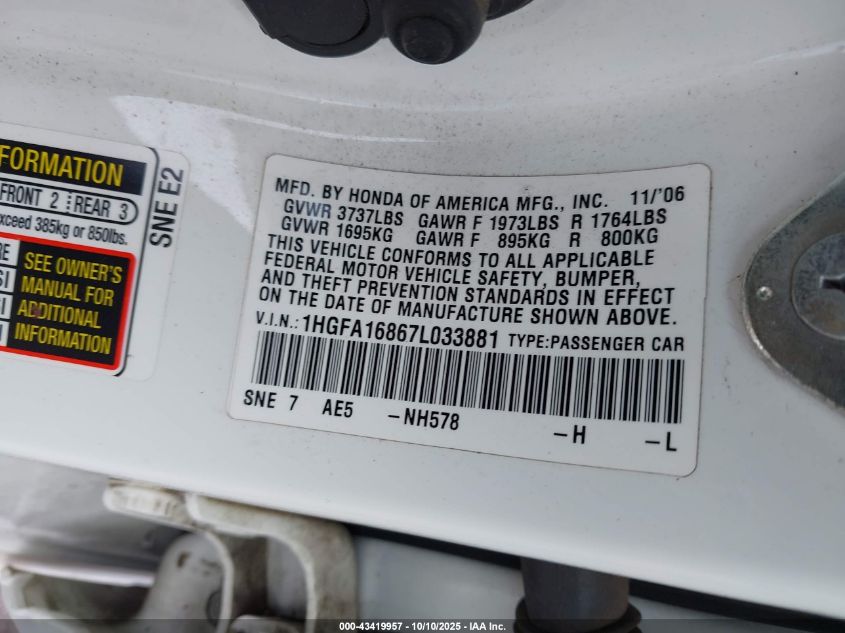 FORMATION
FRONT 2 REAR 3
xceed 385kg or 850lbs.
SEE OWNER'S
MANUAL FOR
ADDITIONAL
INFORMATION
SNE E2
MFD. BY HONDA OF AMERICA MFG., INC. 11/'06
GVWR 3737LBS GAWR F 1973LBS R 1764LBS
GVWR 1695KG GAWR F 895KG R 800KG
THIS VEHICLE CONFORMS TO ALL APPLICABLE
FEDERAL MOTOR VEHICLE SAFETY, BUMPER,
AND THEFT PREVENTION STANDARDS IN EFFECT
ON THE DATE OF MANUFACTURE SHOWN ABOVE.
V.I.N.: 1HGFA16867L033881 TYPE:PASSENGER CAR
SNE 7 AE5 -NH578 -H -L
000-43419957 - 10/10/2025 - IAA Inc.